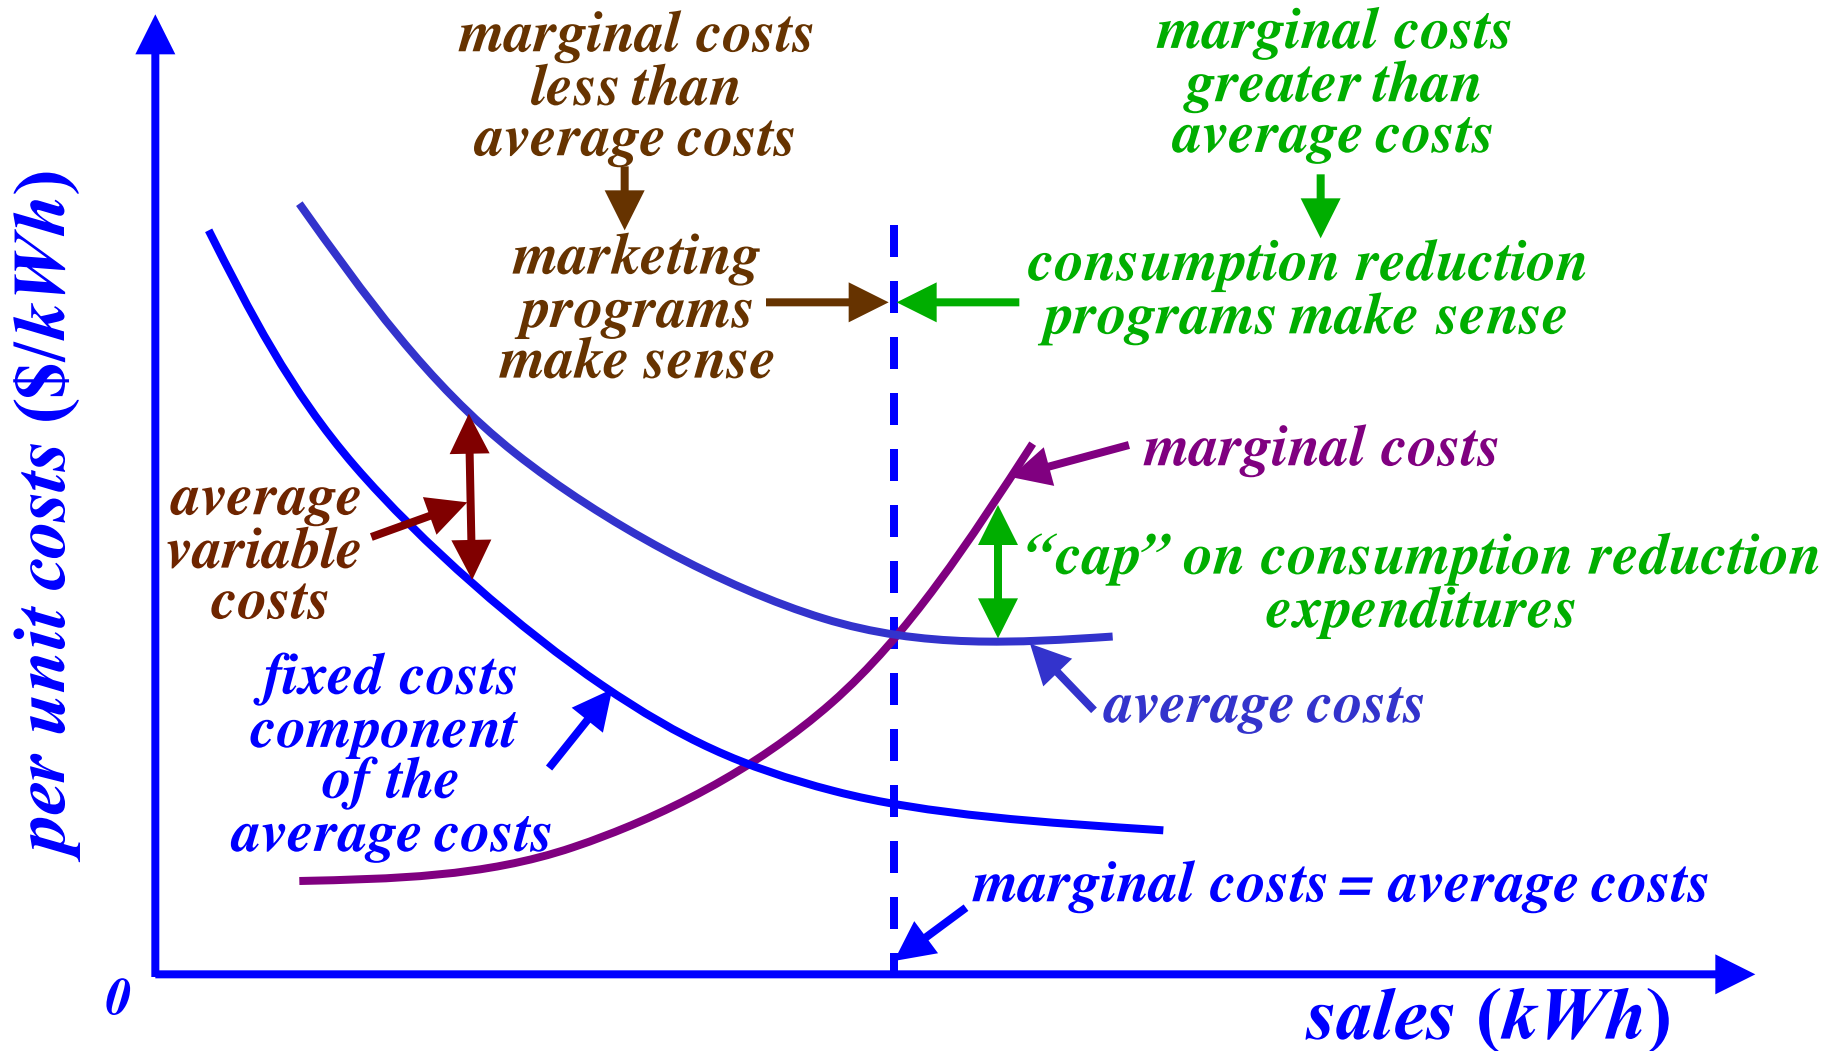 marginal costs
less than
average costs
marketing
programs
make sense
marginal costs
greater than
average costs
consumption reduction
programs make sense
per unit costs ($/kWh)
marginal costs
average
variable
costs
“cap” on consumption reduction
expenditures
fixed costs
component
of the
average costs
average costs
marginal costs = average costs
0
sales (kWh)